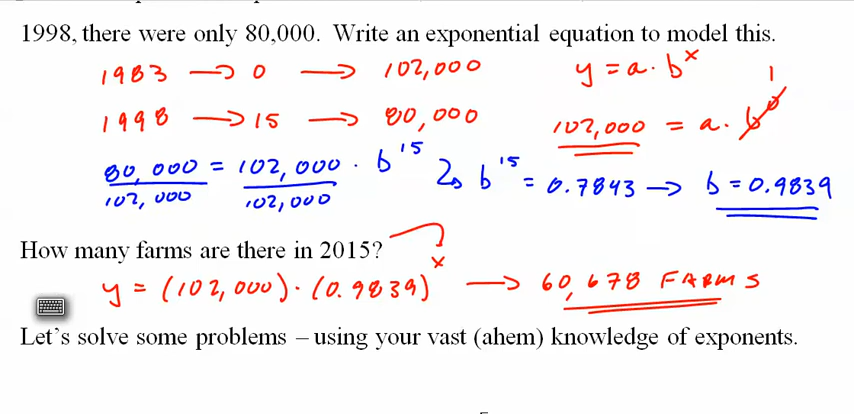 1998, there were only 80,000. Write an exponential equation to model this.
1983 → 0 → 102,000 y = a · b^x
1998 → 15 → 80,000 102,000 = a · b^0 1
80,000 = 102,000 · b^15 b^15 = 0.7843 → b = 0.9839
102,000 102,000
How many farms are there in 2015?
y = (102,000) · (0.9839)^x → 60,678 FARMS
Let's solve some problems – using your vast (ahem) knowledge of exponents.